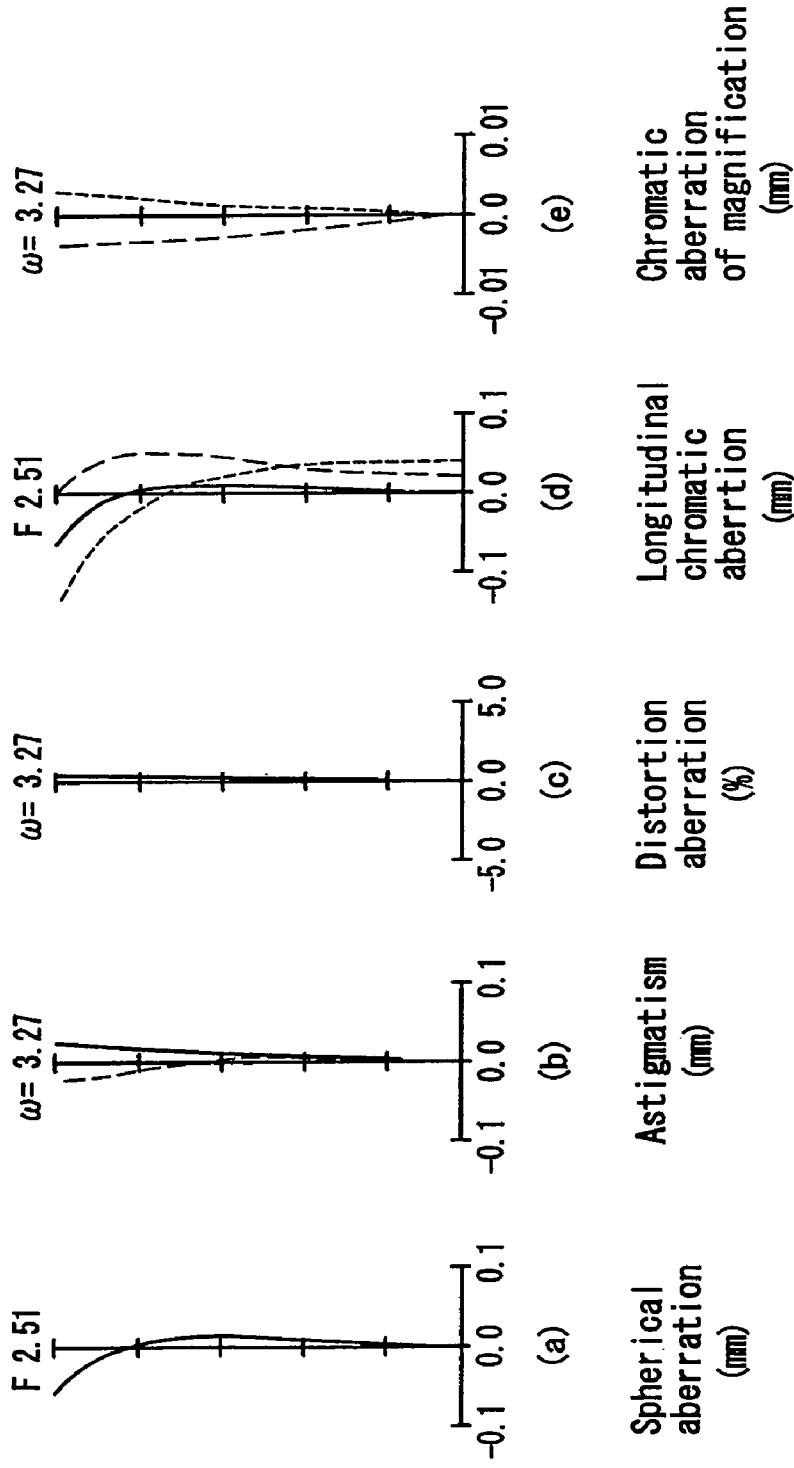 F 2.51
-0.1 0.0 0.1
(a)
Spherical
aberration
(mm)
ω= 3.27
-0.1 0.0 0.1
(b)
Astigmatism
(mm)
ω= 3.27
-5.0 0.0 5.0
(c)
Distortion
aberration
(%)
F 2.51
-0.1 0.0 0.1
(d)
Longitudinal
chromatic
aberrtion
(mm)
ω= 3.27
-0.01 0.0 0.01
(e)
Chromatic
aberration
of magnification
(mm)